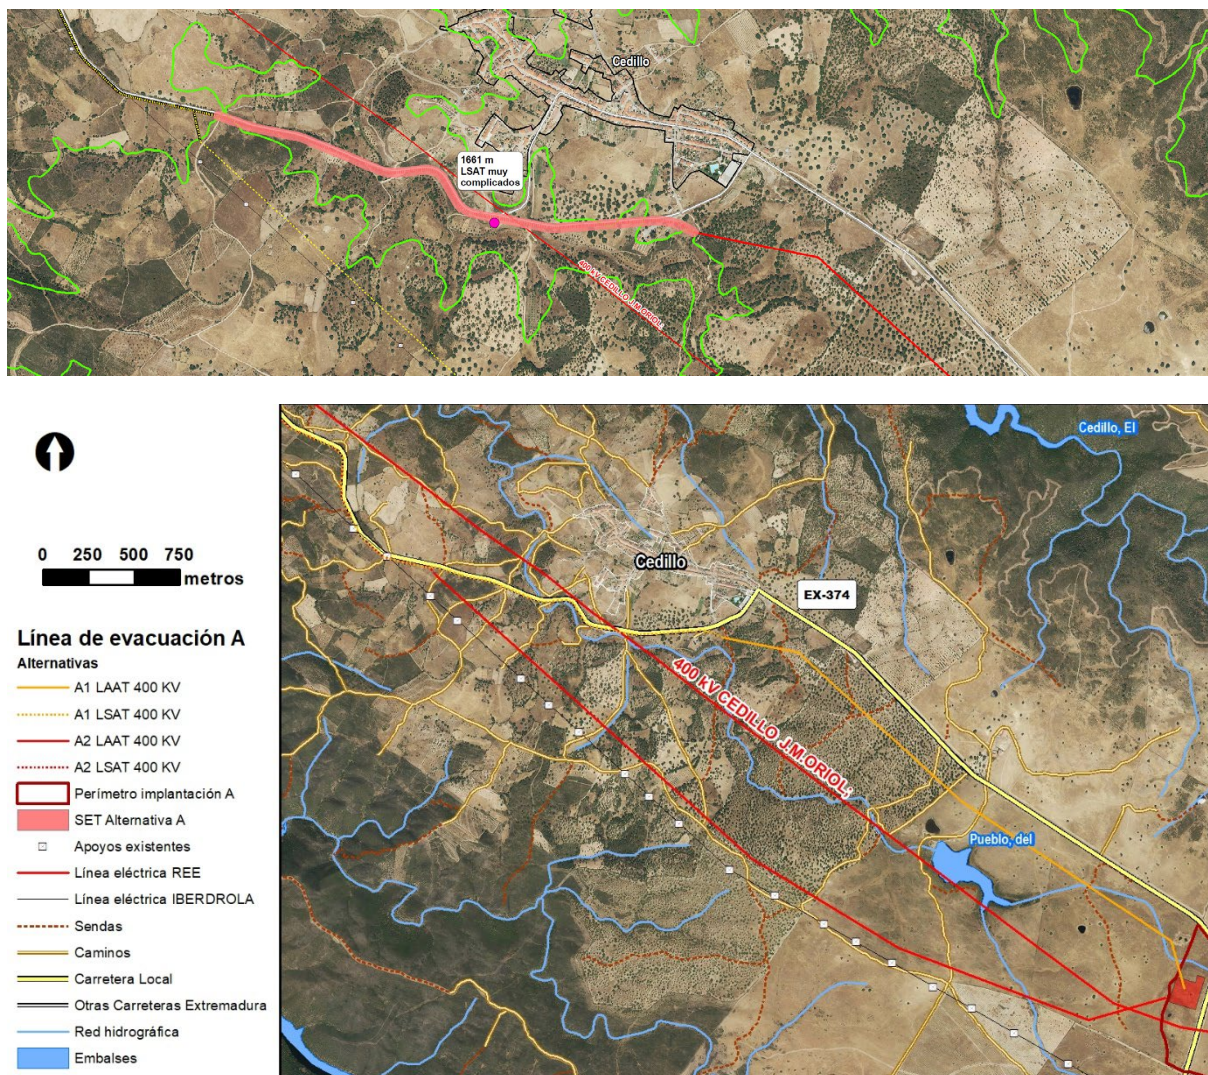 Cedillo
1661 m
LSAT muy
complicados
400 kV CEDILLO J.M.ORIOL;
Cedillo, El
Cedillo
EX-374
400 kV CEDILLO J.M.ORIOL;
Pueblo, del
0 250 500 750
metros
Línea de evacuación A
Alternativas
A1 LAAT 400 KV
A1 LSAT 400 KV
A2 LAAT 400 KV
A2 LSAT 400 KV
Perímetro implantación A
SET Alternativa A
Apoyos existentes
Línea eléctrica REE
Línea eléctrica IBERDROLA
Sendas
Caminos
Carretera Local
Otras Carreteras Extremadura
Red hidrográfica
Embalses